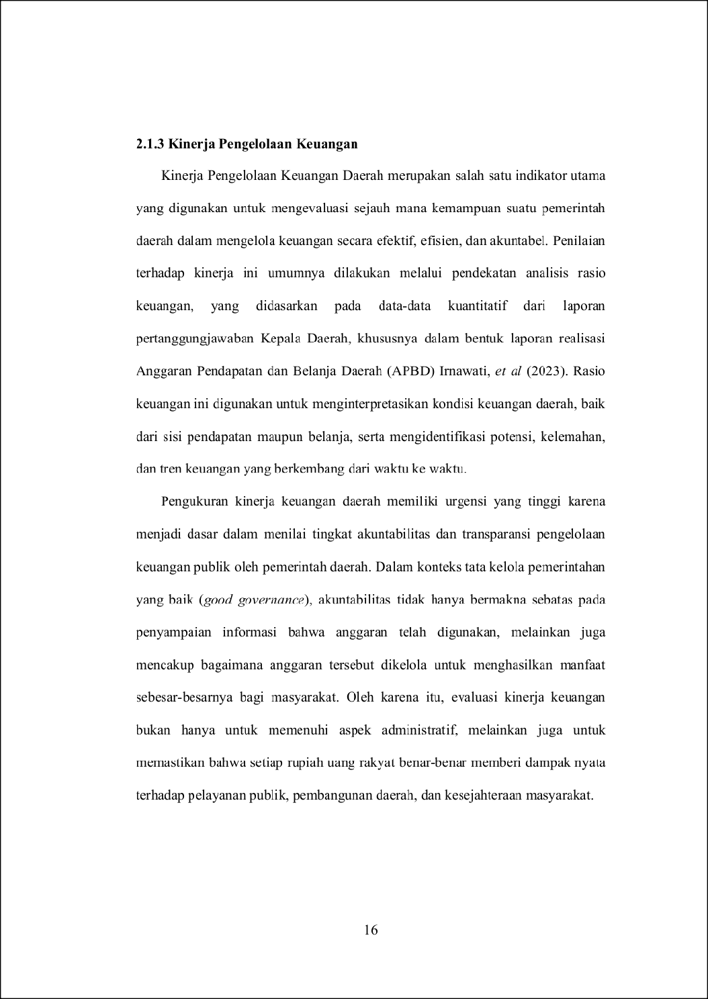 2.1.3 Kinerja Pengelolaan Keuangan
Kinerja Pengelolaan Keuangan Daerah merupakan salah satu indikator utama
yang digunakan untuk mengevaluasi sejauh mana kemampuan suatu pemerintah
daerah dalam mengelola keuangan secara efektif, efisien, dan akuntabel. Penilaian
terhadap kinerja ini umumnya dilakukan melalui pendekatan analisis rasio
keuangan, yang didasarkan pada data-data kuantitatif dari laporan
pertanggungjawaban Kepala Daerah, khususnya dalam bentuk laporan realisasi
Anggaran Pendapatan dan Belanja Daerah (APBD) Irnawati, et al (2023). Rasio
keuangan ini digunakan untuk menginterpretasikan kondisi keuangan daerah, baik
dari sisi pendapatan maupun belanja, serta mengidentifikasi potensi, kelemahan,
dan tren keuangan yang berkembang dari waktu ke waktu.
Pengukuran kinerja keuangan daerah memiliki urgensi yang tinggi karena
menjadi dasar dalam menilai tingkat akuntabilitas dan transparansi pengelolaan
keuangan publik oleh pemerintah daerah. Dalam konteks tata kelola pemerintahan
yang baik (good governance), akuntabilitas tidak hanya bermakna sebatas pada
penyampaian informasi bahwa anggaran telah digunakan, melainkan juga
mencakup bagaimana anggaran tersebut dikelola untuk menghasilkan manfaat
sebesar-besarnya bagi masyarakat. Oleh karena itu, evaluasi kinerja keuangan
bukan hanya untuk memenuhi aspek administratif, melainkan juga untuk
memastikan bahwa setiap rupiah uang rakyat benar-benar memberi dampak nyata
terhadap pelayanan publik, pembangunan daerah, dan kesejahteraan masyarakat.
16